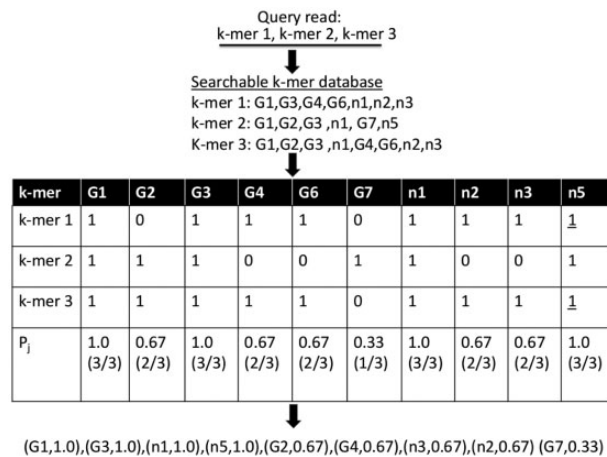 Query read:
k-mer 1, k-mer 2, k-mer 3
Searchable k-mer database
k-mer 1: G1,G3,G4,G6,n1,n2,n3
k-mer 2: G1,G2,G3 ,n1, G7,n5
K-mer 3: G1,G2,G3 ,n1,G4,G6,n2,n3
k-mer G1 G2 G3 G4 G6 G7 n1 n2 n3 n5
k-mer 1 1 0 1 1 1 0 1 1 1 1
k-mer 2 1 1 1 0 0 1 1 0 0 1
k-mer 3 1 1 1 1 1 0 1 1 1 1
Pj 1.0 0.67 1.0 0.67 0.67 0.33 1.0 0.67 0.67 1.0
(3/3) (2/3) (3/3) (2/3) (2/3) (1/3) (3/3) (2/3) (2/3) (3/3)
(G1,1.0),(G3,1.0),(n1,1.0),(n5,1.0),(G2,0.67),(G4,0.67),(n3,0.67),(n2,0.67) (G7,0.33)